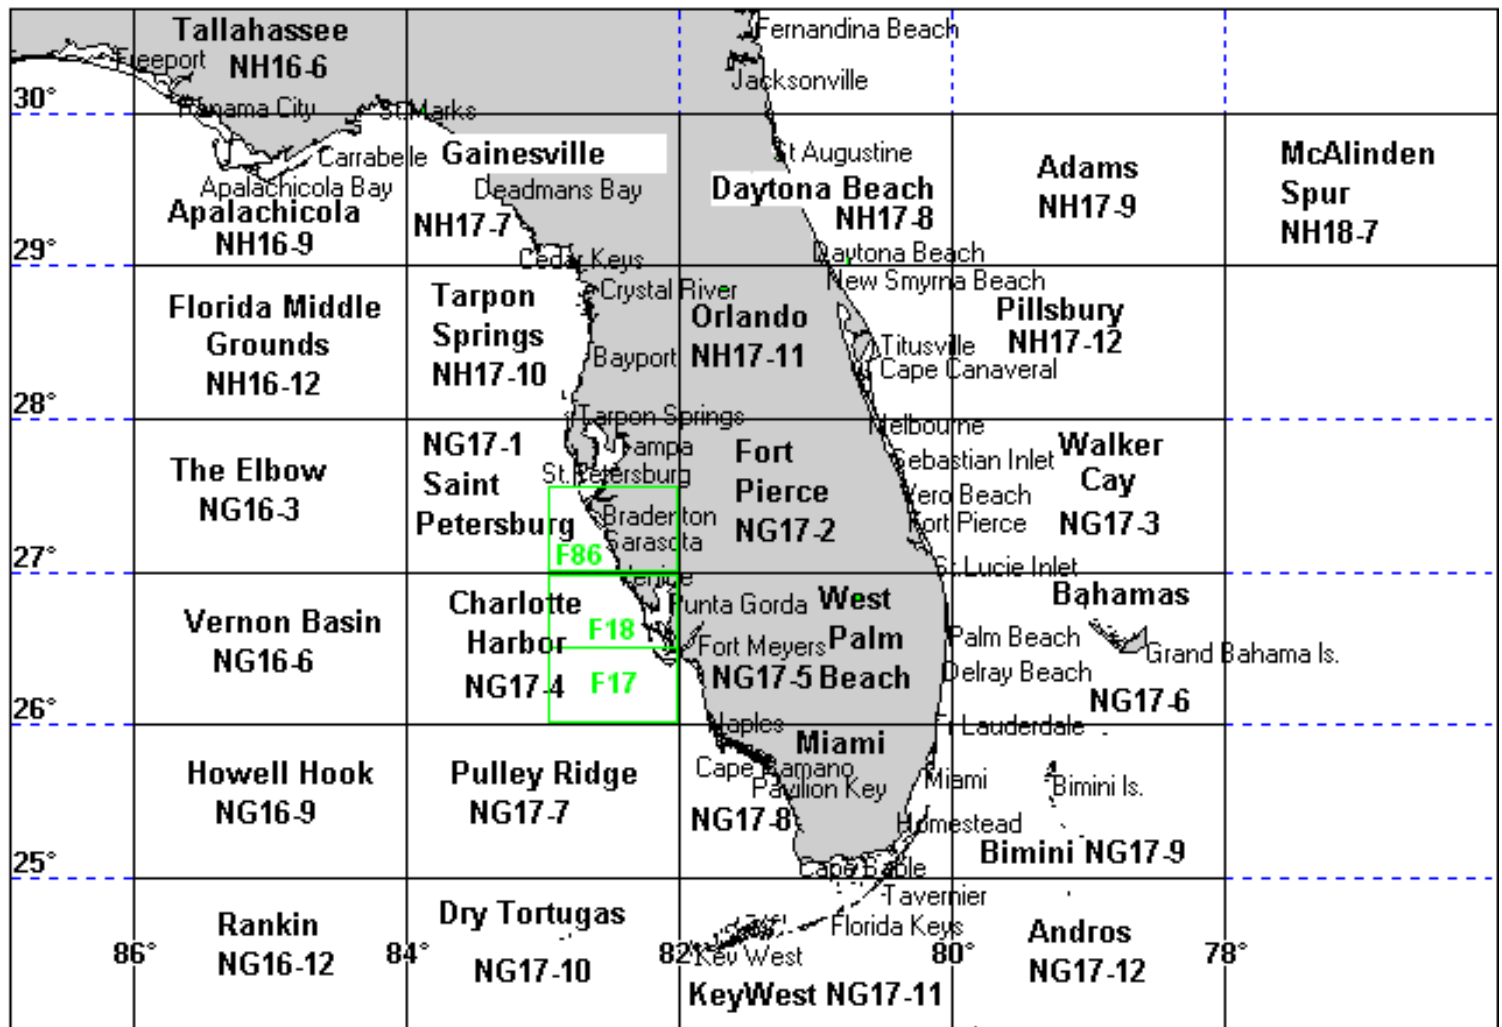 Tallahassee
NH16-6
Freeport
Panama City
St.Marks
Fernandina Beach
Jacksonville
30°
Carrabelle
Apalachicola Bay
Apalachicola
NH16-9
Gainesville
Deadmans Bay
NH17-7
Cedar Keys
St Augustine
Daytona Beach
NH17-8
Daytona Beach
Adams
NH17-9
McAlinden
Spur
NH18-7
29°
Florida Middle
Grounds
NH16-12
Tarpon
Springs
NH17-10
Crystal River
Bayport
Orlando
NH17-11
New Smyrna Beach
Pillsbury
NH17-12
Titusville
Cape Canaveral
28°
The Elbow
NG16-3
NG17-1
Saint
Petersburg
Tarpon Springs
Tampa
St. Petersburg
Bradenton
Sarasota
F86
Fort
Pierce
NG17-2
Melbourne
Sebastian Inlet
Vero Beach
Fort Pierce
St.Lucie Inlet
Walker
Cay
NG17-3
27°
Vernon Basin
NG16-6
Charlotte
Harbor
NG17-4
Venice
F18
F17
Punta Gorda
Fort Meyers
West
Palm
NG17-5 Beach
Palm Beach
Delray Beach
Bahamas
Grand Bahama Is.
NG17-6
26°
Howell Hook
NG16-9
Pulley Ridge
NG17-7
Naples
Miami
Cape Ramano
Pavilion Key
NG17-8
Ft Lauderdale
Miami
Bimini Is.
Homestead
Bimini NG17-9
25°
Cape Sable
Tavernier
Florida Keys
Rankin
NG16-12
Dry Tortugas
NG17-10
Key West
KeyWest NG17-11
Andros
NG17-12
86°
84°
82°
80°
78°